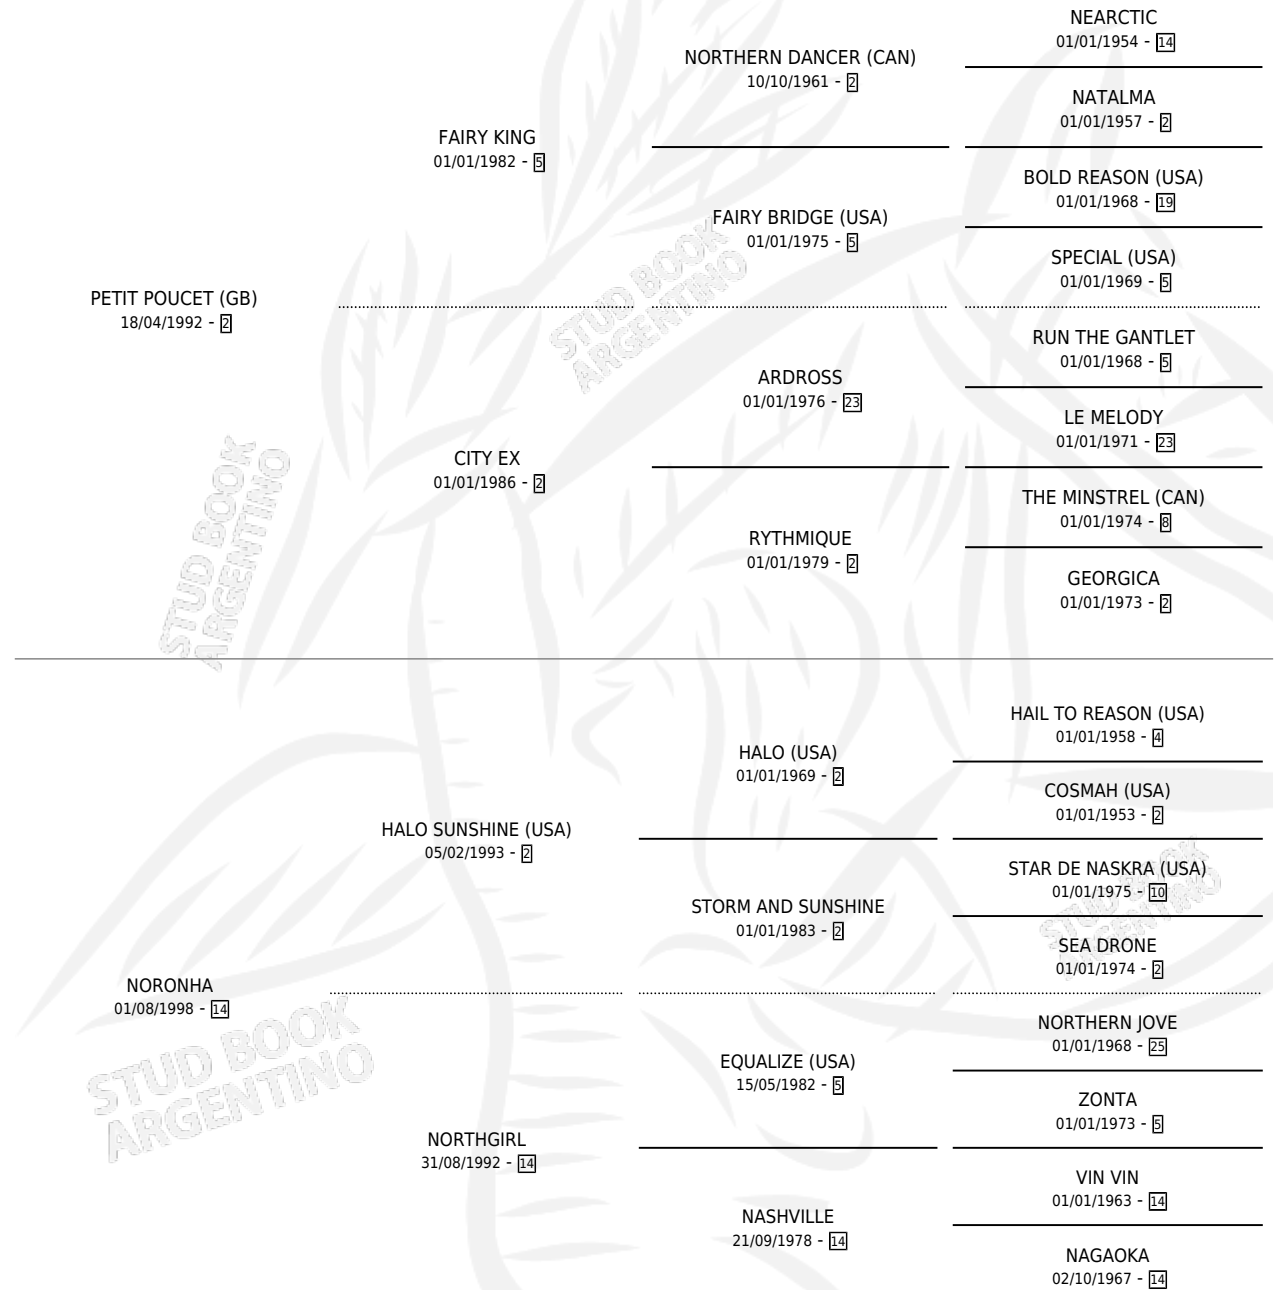 NEARCTIC
01/01/1954 - 14
NORTHERN DANCER (CAN)
10/10/1961 - 2
NATALMA
01/01/1957 - 2
FAIRY KING
01/01/1982 - 5
BOLD REASON (USA)
01/01/1968 - 19
FAIRY BRIDGE (USA)
01/01/1975 - 5
SPECIAL (USA)
01/01/1969 - 5
PETIT POUCET (GB)
18/04/1992 - 2
STUD BOOK
ARGENTINO
RUN THE GANTLET
01/01/1968 - 5
ARDROSS
01/01/1976 - 23
LE MELODY
01/01/1971 - 23
CITY EX
01/01/1986 - 2
THE MINSTREL (CAN)
01/01/1974 - 8
RYTHMIQUE
01/01/1979 - 2
GEORGICA
01/01/1973 - 2
STUD BOOK
ARGENTINO
HAIL TO REASON (USA)
01/01/1958 - 4
HALO (USA)
01/01/1969 - 2
COSMAH (USA)
01/01/1953 - 2
HALO SUNSHINE (USA)
05/02/1993 - 2
STAR DE NASKRA (USA)
01/01/1975 - 10
STUD BOOK
ARGENTINO
STORM AND SUNSHINE
01/01/1983 - 2
SEA DRONE
01/01/1974 - 2
NORONHA
01/08/1998 - 14
STUD BOOK
ARGENTINO
NORTHERN JOVE
01/01/1968 - 25
EQUALIZE (USA)
15/05/1982 - 5
ZONTA
01/01/1973 - 5
NORTHGIRL
31/08/1992 - 14
VIN VIN
01/01/1963 - 14
NASHVILLE
21/09/1978 - 14
NAGAOKA
02/10/1967 - 14